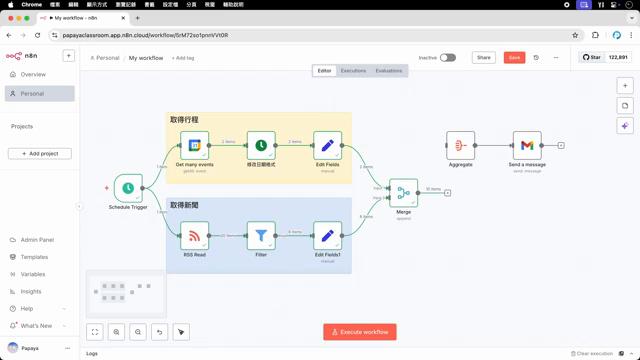 Chrome 檔案 編輯 顯示方式 瀏覽記錄 書籤 設定檔 分頁 視窗 輔助說明
▶ My workflow - n8n
papayaclassroom.app.n8n.cloud/workflow/5rM72so1pnnVVt0R
n8n
Personal / My workflow + Add tag
Inactive
Share
Save
Star 122,891
Overview
Personal
Projects
+ Add project
Admin Panel
Templates
Variables
Insights
Help
What's New
Papaya
Editor Executions Evaluations
取得行程
Get many events
getAll: event
2 items
修改日期格式
2 items
Edit Fields
manual
Schedule Trigger
1 item
1 item
2 items
8 items
取得新聞
RSS Read
Filter
8 items
Edit Fields1
manual
Merge
append
10 items
Aggregate
Send a message
send: message
Execute workflow
Logs
Clear execution